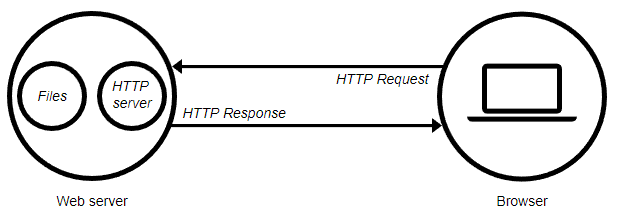 HTTP Request
Files
HTTP
server
HTTP Response
Web server
Browser